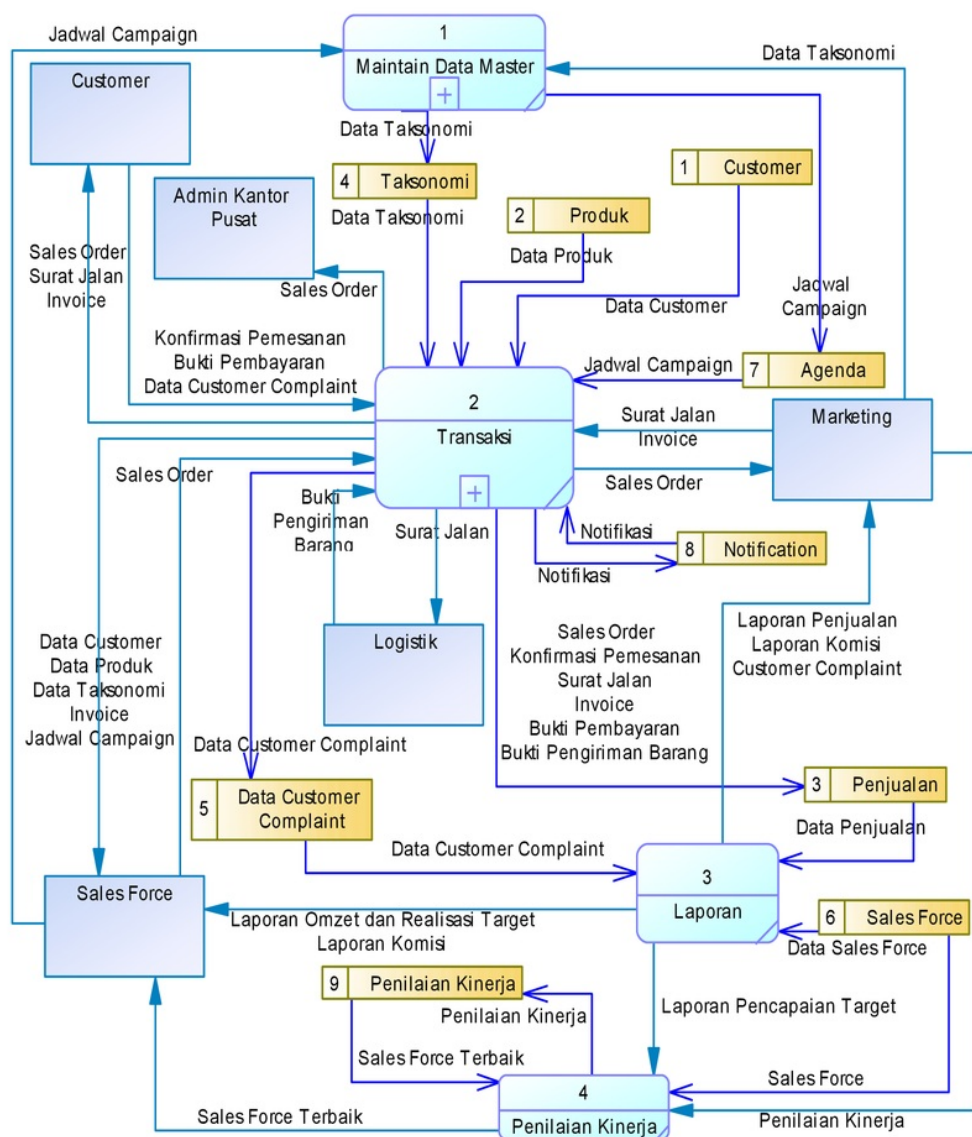 Jadwal Campaign
1
Maintain Data Master
Data Taksonomi
Customer
Data Taksonomi
4 Taksonomi
1 Customer
Admin Kantor
Pusat
2 Produk
Data Taksonomi
Data Produk
Sales Order
Surat Jalan
Invoice
Sales Order
Data Customer
Jadwal
Campaign
Konfirmasi Pemesanan
Bukti Pembayaran
Data Customer Complaint
Jadwal Campaign
7 Agenda
2
Transaksi
Surat Jalan
Invoice
Marketing
Sales Order
Sales Order
Bukti
Pengiriman
Barang
Surat Jalan
Notifikasi
8 Notification
Notifikasi
Logistik
Data Customer
Data Produk
Data Taksonomi
Invoice
Jadwal Campaign
Sales Order
Konfirmasi Pemesanan
Surat Jalan
Invoice
Bukti Pembayaran
Bukti Pengiriman Barang
Laporan Penjualan
Laporan Komisi
Customer Complaint
Data Customer Complaint
5 Data Customer
Complaint
3 Penjualan
Data Penjualan
Data Customer Complaint
3
Laporan
Sales Force
Laporan Omzet dan Realisasi Target
Laporan Komisi
6 Sales Force
Data Sales Force
9 Penilaian Kinerja
Penilaian Kinerja
Laporan Pencapaian Target
Sales Force Terbaik
Sales Force
4
Penilaian Kinerja
Sales Force Terbaik
Penilaian Kinerja